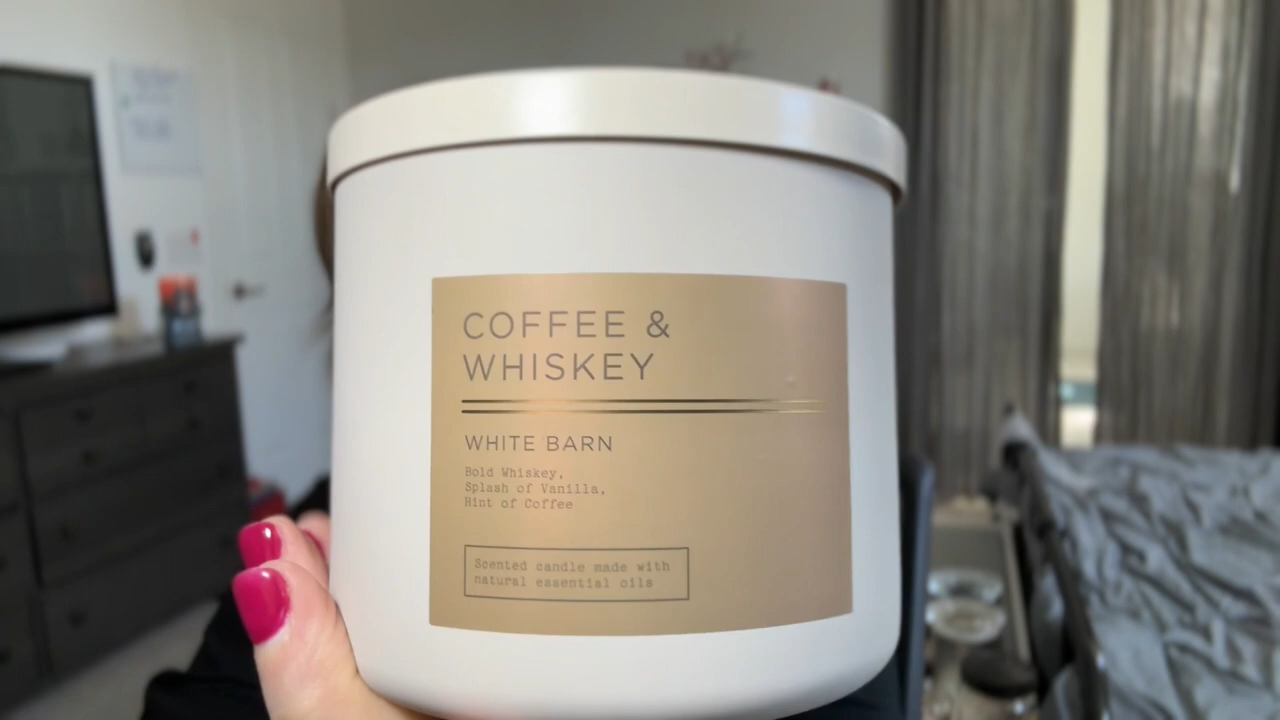 COFFEE &
WHISKEY
WHITE BARN
Bold Whiskey,
Splash of Vanilla,
Hint of Coffee
Scented candle made with
natural essential oils